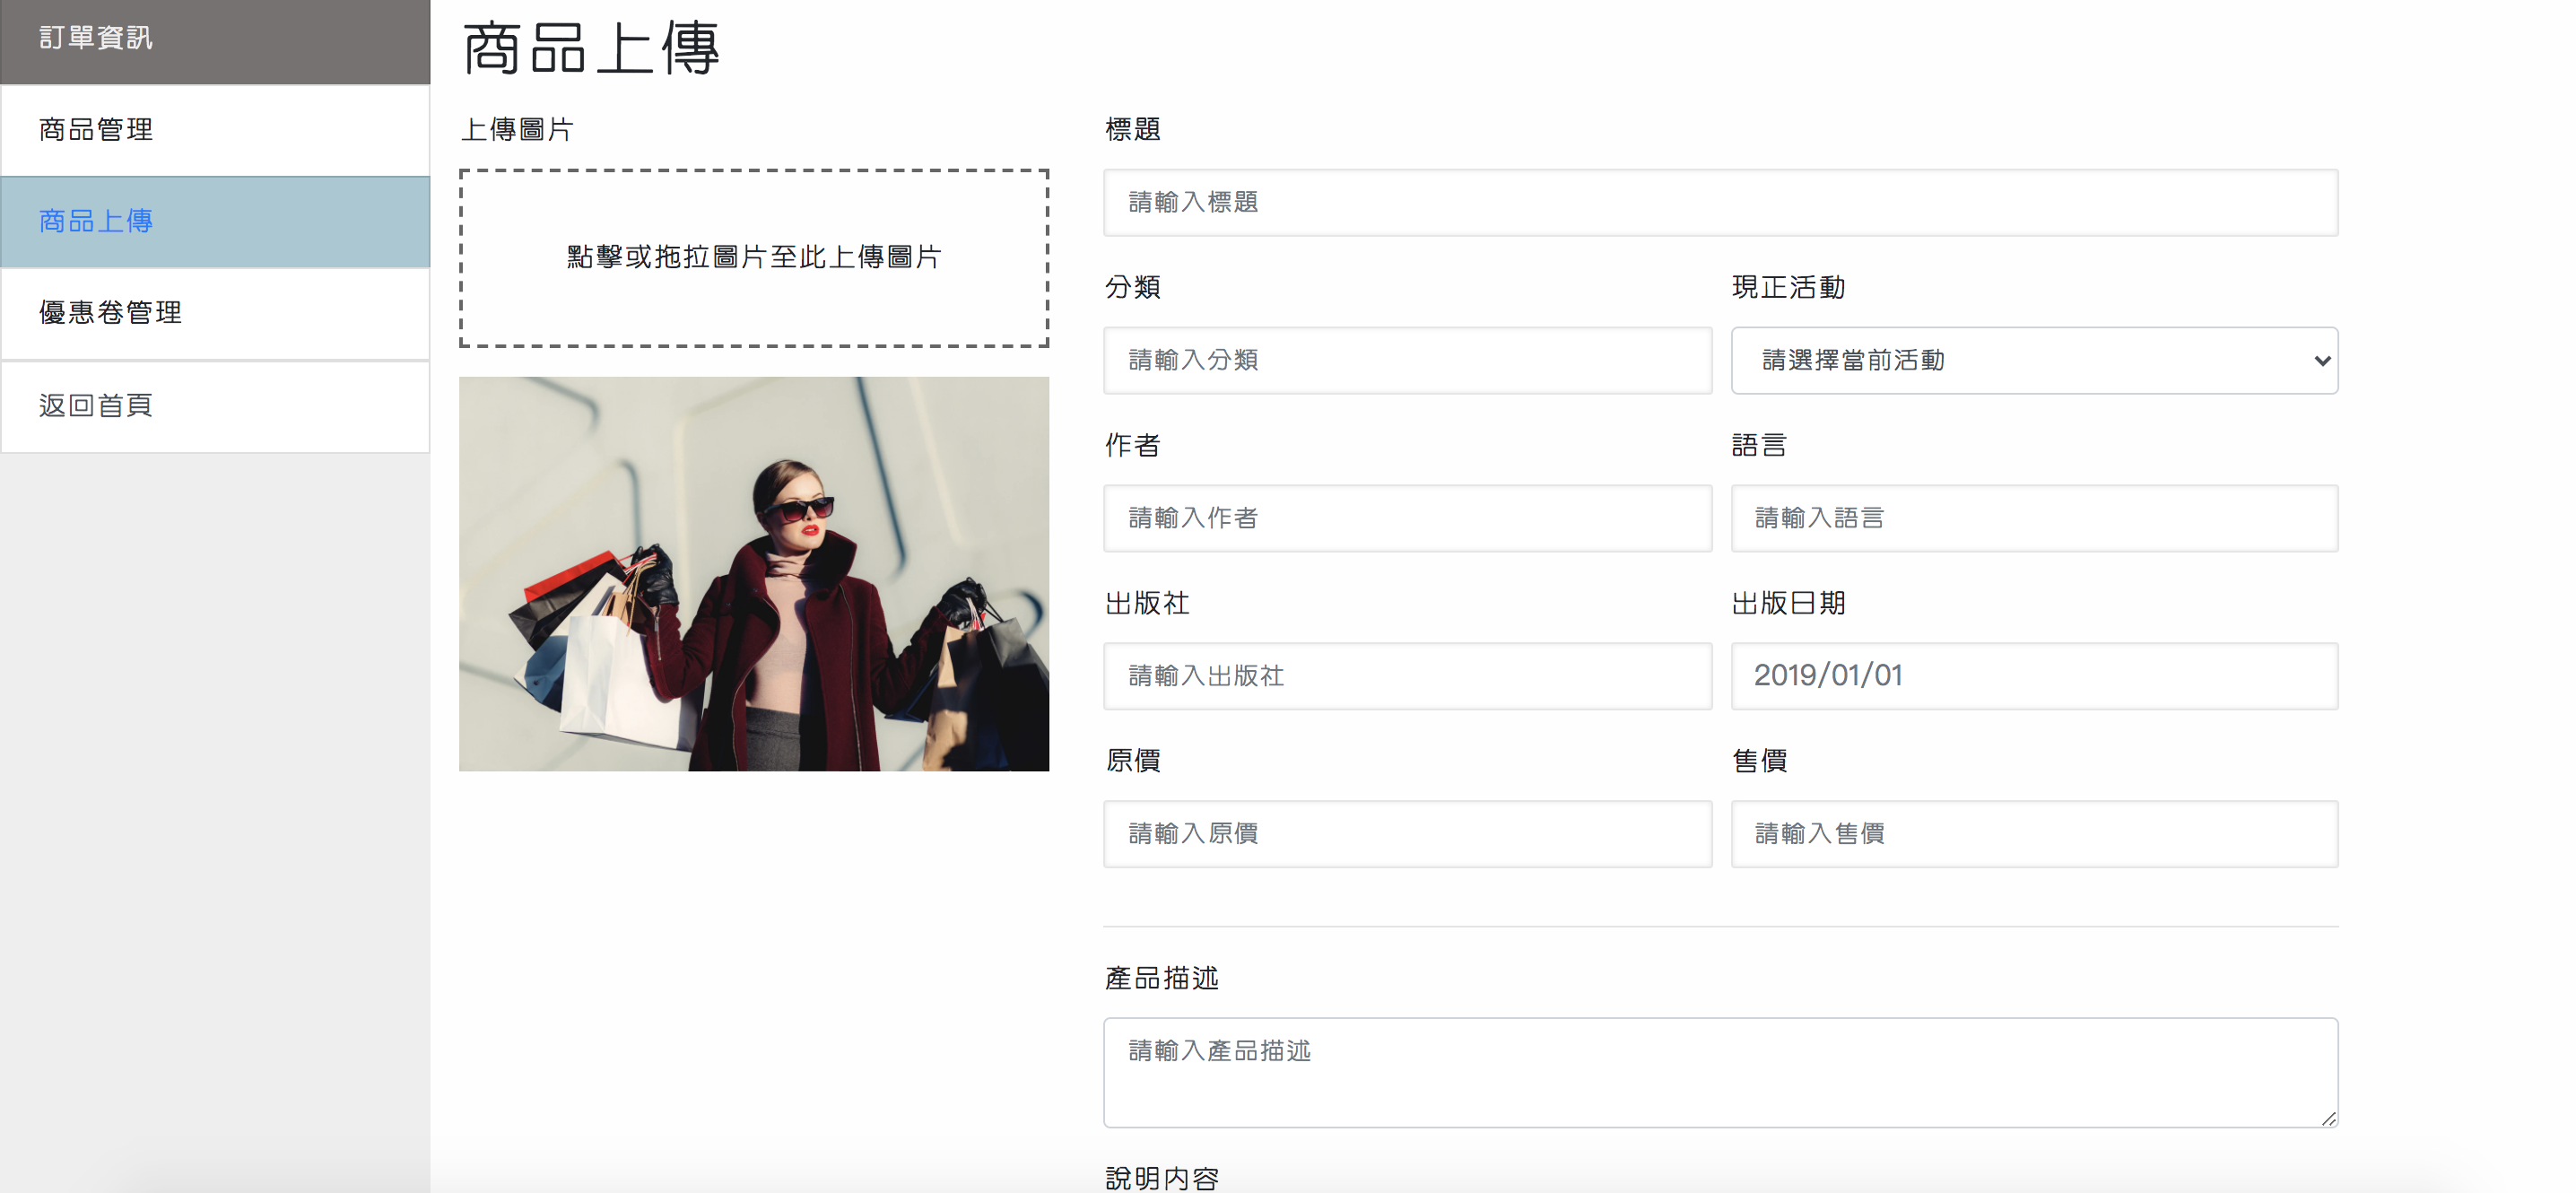 訂單資訊
商品管理
商品上傳
優惠卷管理
返回首頁
商品上傳
上傳圖片
點擊或拖拉圖片至此上傳圖片
標題
請輸入標題
分類
現正活動
請輸入分類
請選擇當前活動
作者
語言
請輸入作者
請輸入語言
出版社
出版日期
請輸入出版社
2019/01/01
原價
售價
請輸入原價
請輸入售價
產品描述
請輸入產品描述
說明內容